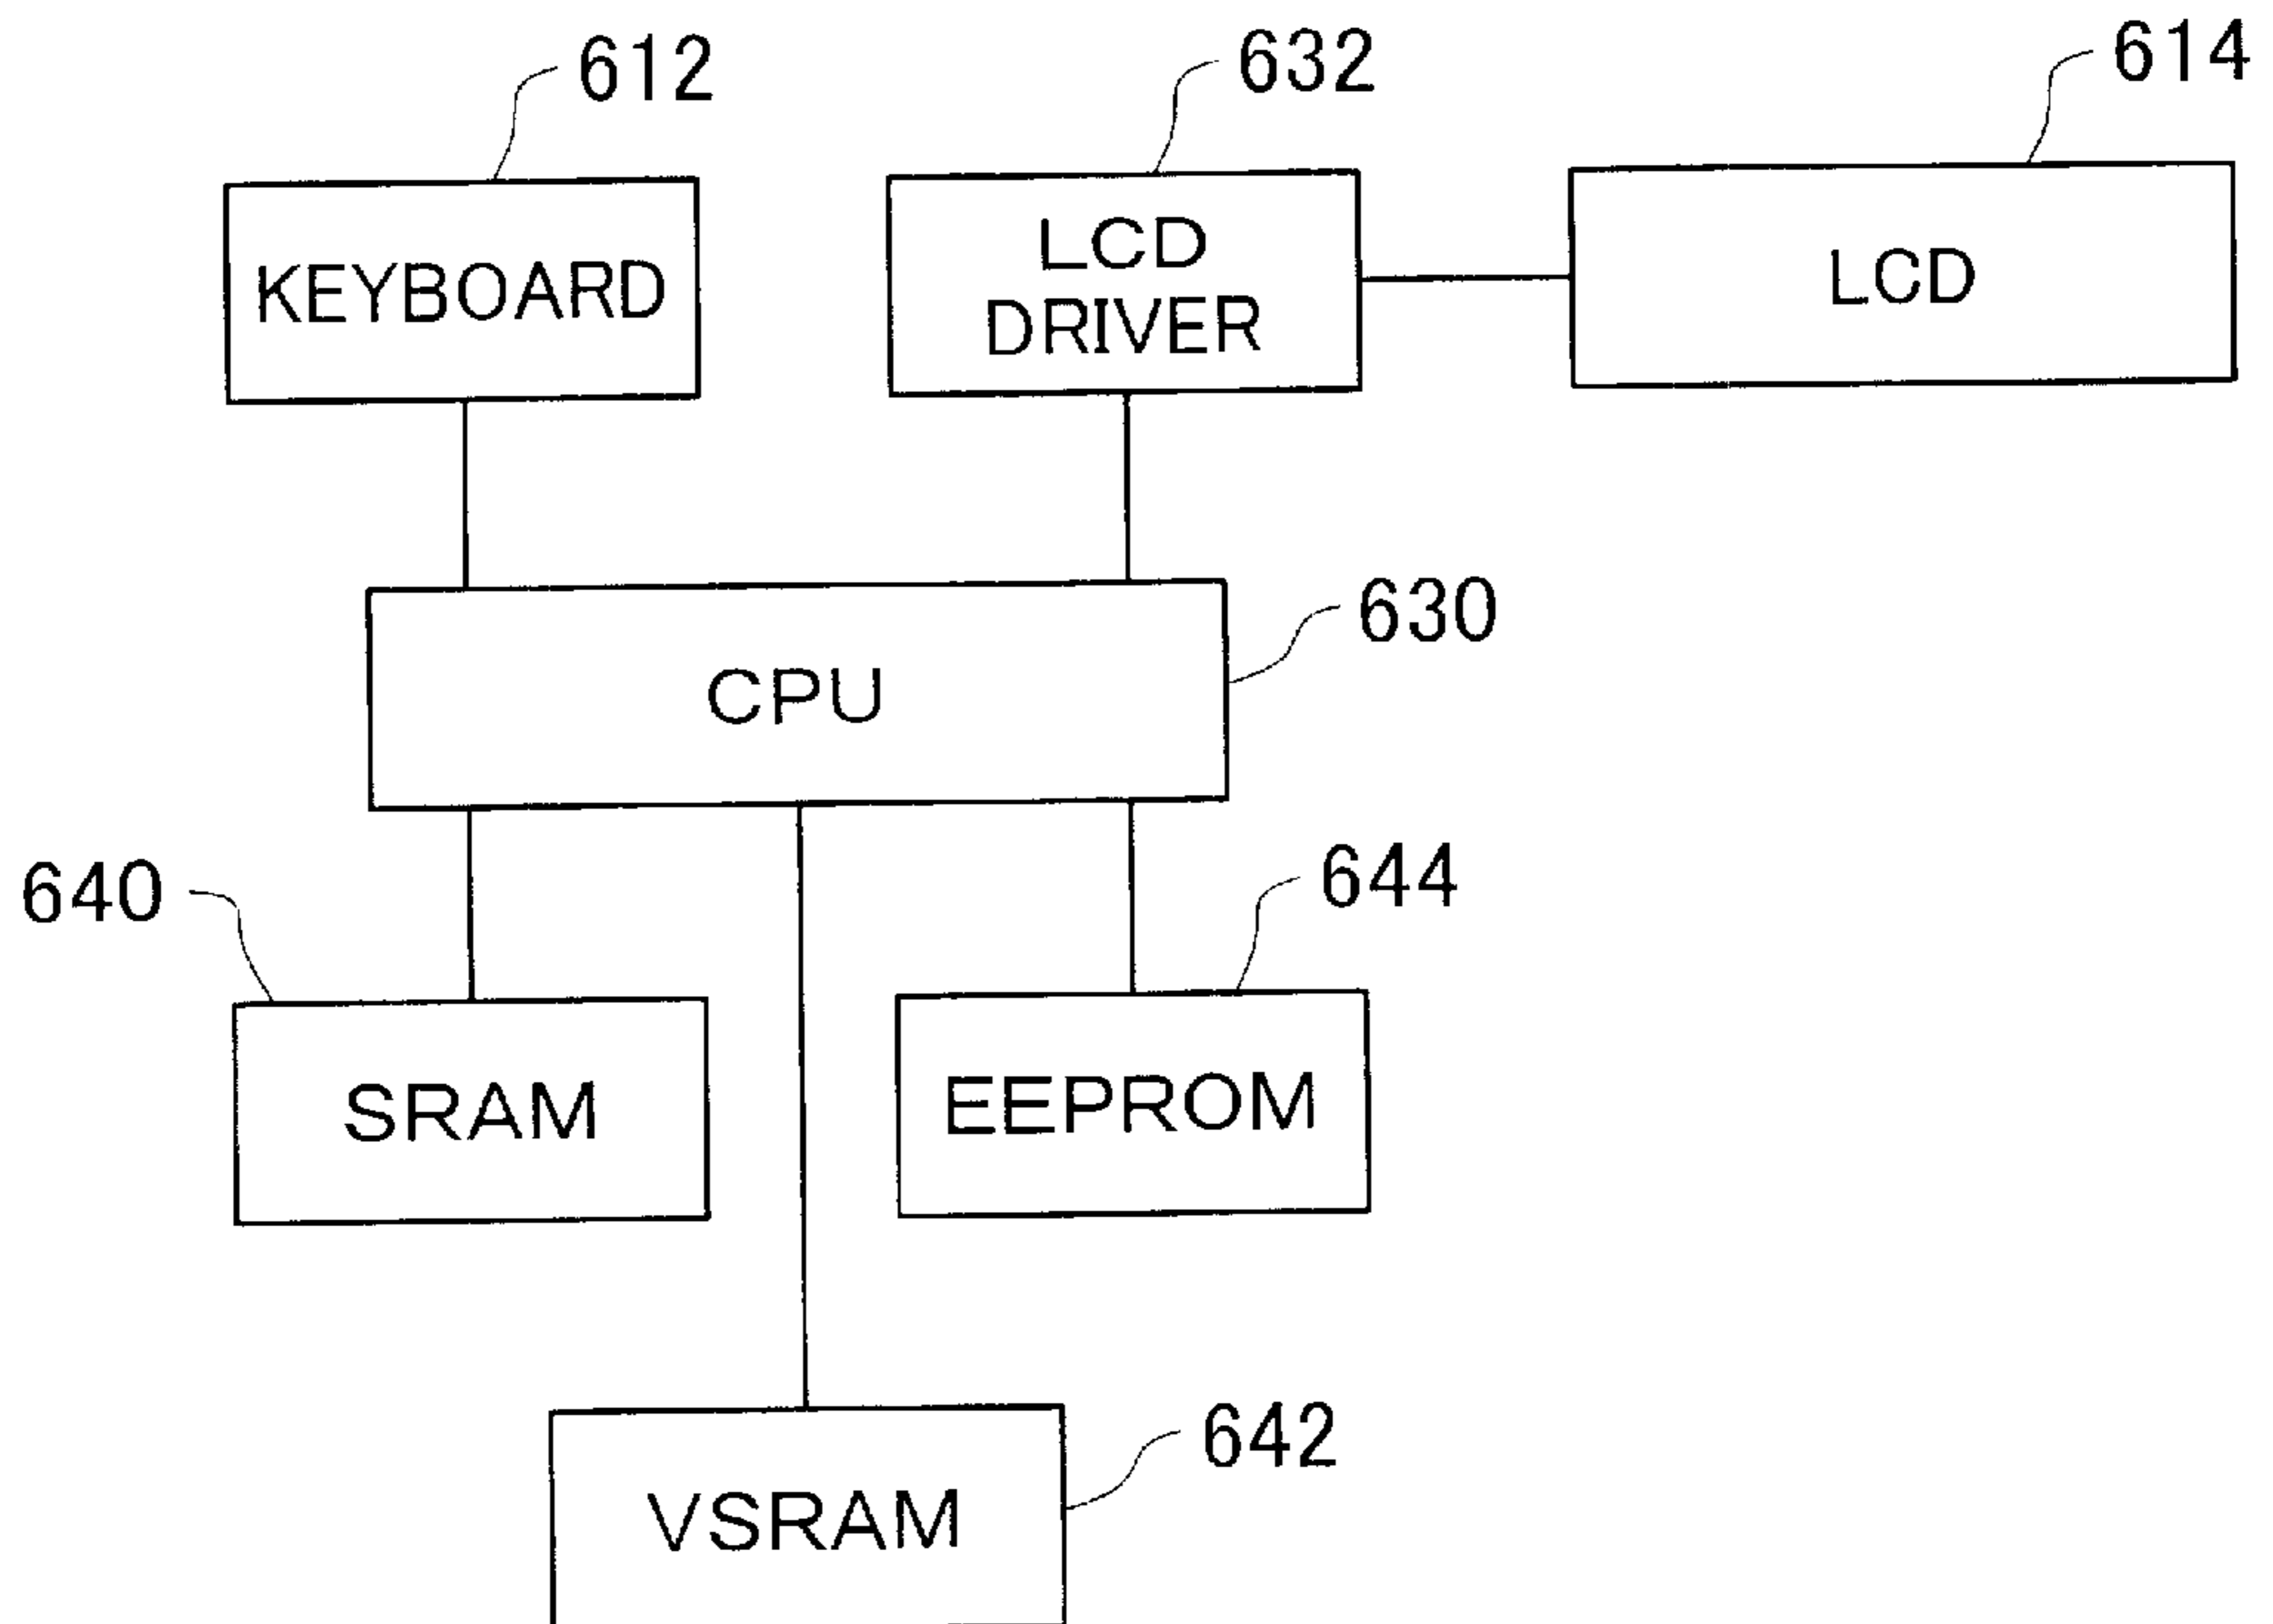 612
632
614
KEYBOARD
LCD
DRIVER
LCD
630
CPU
640
644
SRAM
EEPROM
642
VSRAM